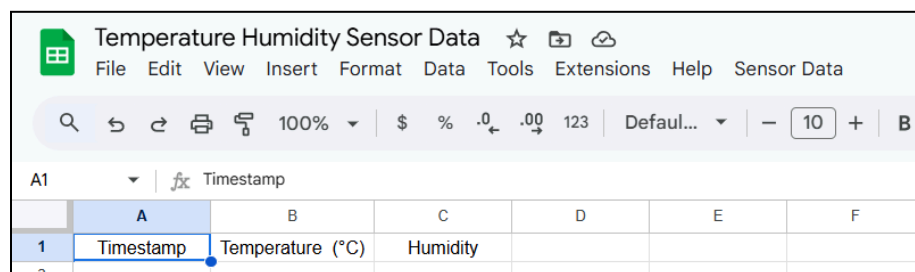 Temperature Humidity Sensor Data
File Edit View Insert Format Data Tools Extensions Help Sensor Data
100% $ % .0 .00 123 Defaul... − 10 + B
A1 fx Timestamp
A B C D E F
1 Timestamp Temperature (°C) Humidity